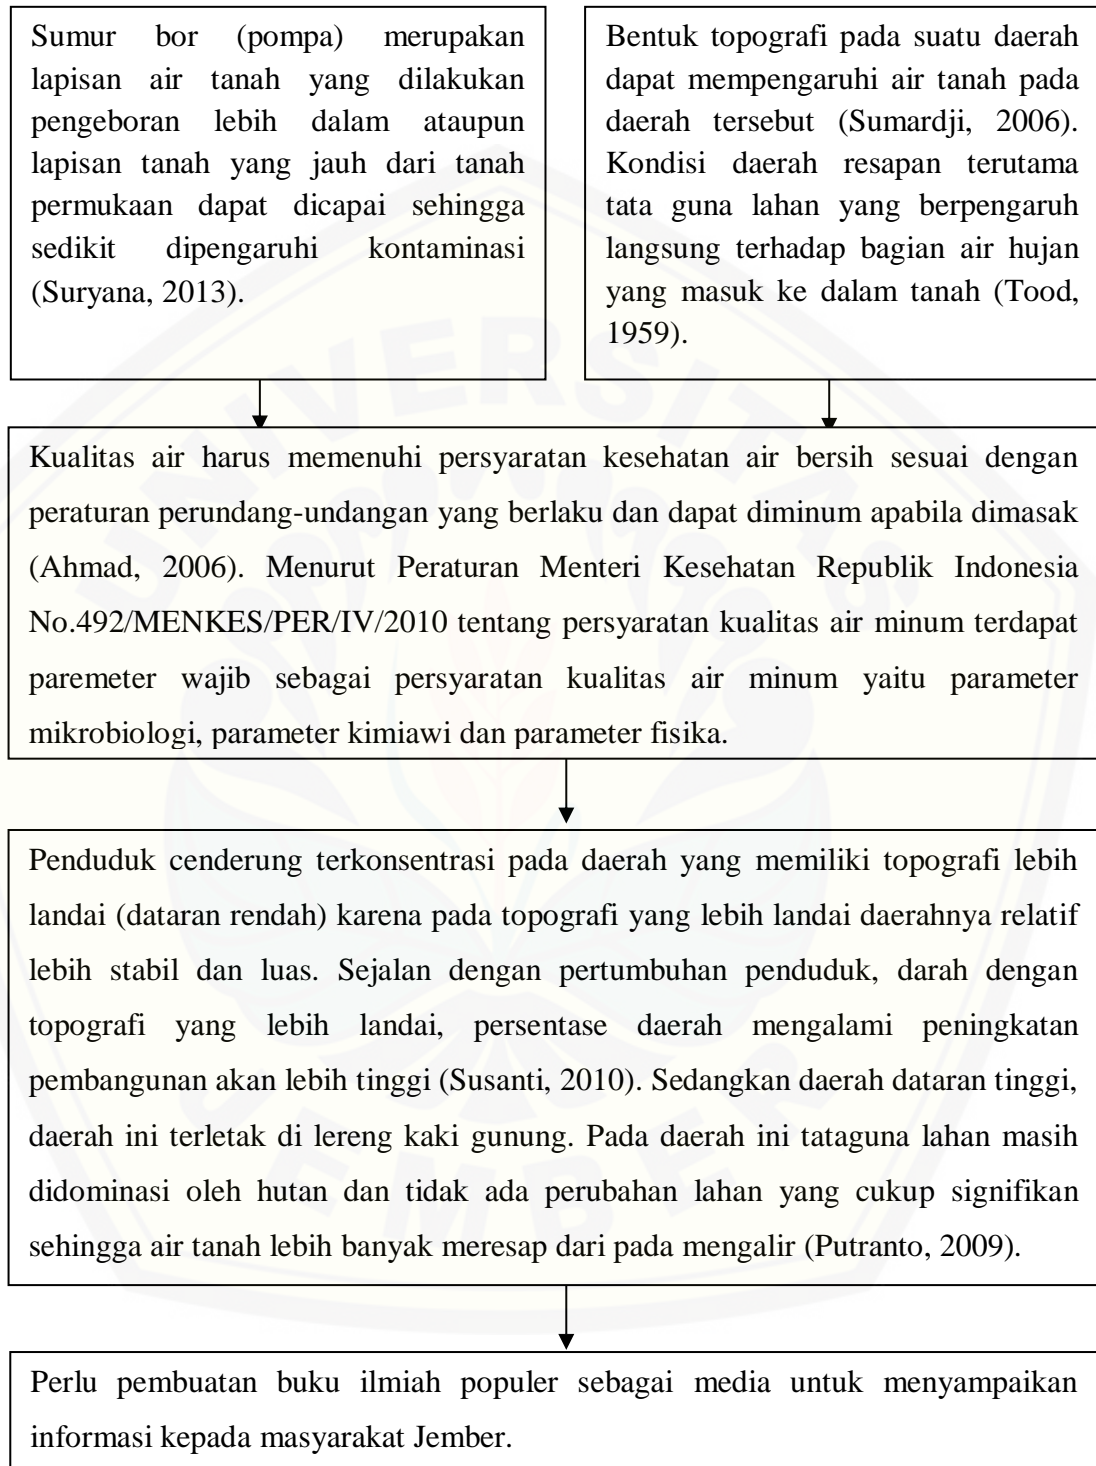 Sumur bor (pompa) merupakan
lapisan air tanah yang dilakukan
pengeboran lebih dalam ataupun
lapisan tanah yang jauh dari tanah
permukaan dapat dicapai sehingga
sedikit dipengaruhi kontaminasi
(Suryana, 2013).
Bentuk topografi pada suatu daerah
dapat mempengaruhi air tanah pada
daerah tersebut (Sumardji, 2006).
Kondisi daerah resapan terutama
tata guna lahan yang berpengaruh
langsung terhadap bagian air hujan
yang masuk ke dalam tanah (Tood,
1959).
Kualitas air harus memenuhi persyaratan kesehatan air bersih sesuai dengan
peraturan perundang-undangan yang berlaku dan dapat diminum apabila dimasak
(Ahmad, 2006). Menurut Peraturan Menteri Kesehatan Republik Indonesia
No.492/MENKES/PER/IV/2010 tentang persyaratan kualitas air minum terdapat
paremeter wajib sebagai persyaratan kualitas air minum yaitu parameter
mikrobiologi, parameter kimiawi dan parameter fisika.
Penduduk cenderung terkonsentrasi pada daerah yang memiliki topografi lebih
landai (dataran rendah) karena pada topografi yang lebih landai daerahnya relatif
lebih stabil dan luas. Sejalan dengan pertumbuhan penduduk, darah dengan
topografi yang lebih landai, persentase daerah mengalami peningkatan
pembangunan akan lebih tinggi (Susanti, 2010). Sedangkan daerah dataran tinggi,
daerah ini terletak di lereng kaki gunung. Pada daerah ini tataguna lahan masih
didominasi oleh hutan dan tidak ada perubahan lahan yang cukup signifikan
sehingga air tanah lebih banyak meresap dari pada mengalir (Putranto, 2009).
Perlu pembuatan buku ilmiah populer sebagai media untuk menyampaikan
informasi kepada masyarakat Jember.
UNIVERSITAS
JEMBER